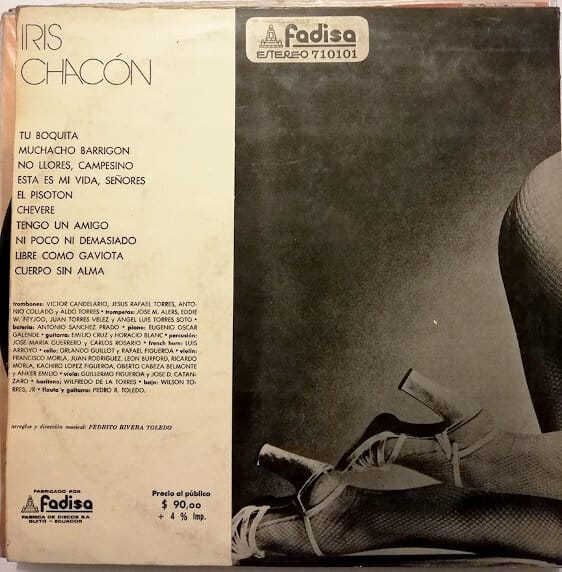 IRIS
CHACÓN
fadisa
ESTEREO 710101
TU BOQUITA
MUCHACHO BARRIGON
NO LLORES, CAMPESINO
ESTA ES MI VIDA, SEÑORES
EL PISOTON
CHEVERE
TENGO UN AMIGO
NI POCO NI DEMASIADO
LIBRE COMO GAVIOTA
CUERPO SIN ALMA
trombones: VICTOR CANDELARIO, JESUS RAFAEL TORRES, ANTO-
NIO COLLADO y ALDO TORRES • trompetas: JOSE M. ALERS, EDDIE
W. FEYJOO, JUAN TORRES VELEZ y ANGEL LUIS TORRES SOTO •
batería: ANTONIO SANCHEZ PRADO • piano: EUGENIO OSCAR
GALENDE • guitarra: EMILIO CRUZ y HORACIO BLANC • percusión:
JOSE MARIA GUERRERO y CARLOS ROSARIO • french horn: LUIS
ARROYO • cello: ORLANDO GUILLOT y RAFAEL FIGUEROA • violín:
FRANCISCO MORLA, JUAN RODRIGUEZ, LEON BURFORD, RICARDO
MORLA, KACHIRO LOPEZ FIGUEROA, OBERTO CABEZA BELMONTE
y ANKER EMILIO • viola: GUILLERMO FIGUEROA y JOSE D. CATAN-
ZARO • barítono: WILFREDO DE LA TORRES • bajo: WILSON TO-
RRES, JR • flauta y guitarra: PEDRO R. TOLEDO.
arreglos y dirección musical: PEDRITO RIVERA TOLEDO
FABRICADO POR
fadisa
FABRICA DE DISCOS S.A.
QUITO - ECUADOR
Precio al público
$ 90,00
+ 4 % Imp.